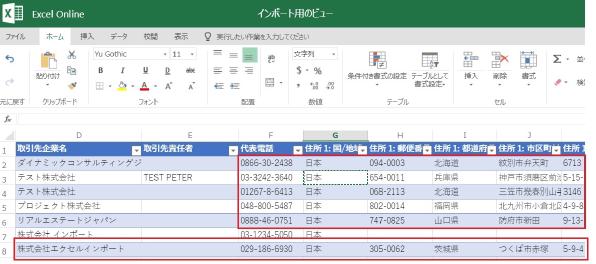 Excel Online インポート用のビュー
ファイル ホーム 挿入 データ 校閲 表示 実行したい作業を入力してください
Yu Gothic 11 文字列
貼り付け B I U D abc $ % 条件付き書式の設定 テーブルとして書式設定 挿入 削除 書式 Σ
元に戻す クリップボード フォント 配置 数値 テーブル セル
D E F G H I J
1 取引先企業名 取引先責任者 代表電話 住所 1: 国/地域 住所 1: 郵便番 住所 1: 都道府 住所 1: 市区町 住所 1
2 ダイナミックコンサルティングジ 0866-30-2438 日本 094-0003 北海道 紋別市弁天町 6713
3 テスト株式会社 TEST PETER 03-3242-3640 日本 654-0011 兵庫県 神戸市須磨区前 5-15-
4 テスト株式会社 01267-8-6413 日本 068-2113 北海道 三笠市幾春別山 3146
5 プロジェクト株式会社 048-800-5487 日本 802-0014 福岡県 北九州市小倉北 4-9-8
6 リアルエステートジャパン 0888-46-0751 日本 747-0825 山口県 防府市新田 9-13-
7 株式会社 インポート 03-1234-5050 日本
8 株式会社エクセルインポート 029-186-6930 日本 305-0062 茨城県 つくば市赤塚 5-9-4